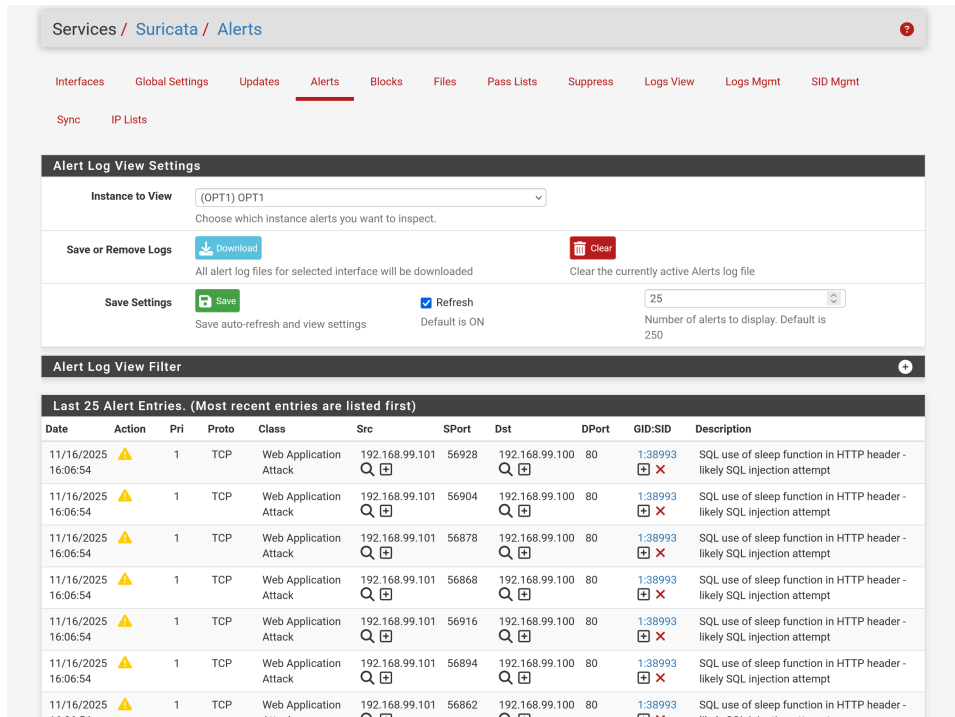 Services / Suricata / Alerts
Interfaces Global Settings Updates Alerts Blocks Files Pass Lists Suppress Logs View Logs Mgmt SID Mgmt
Sync IP Lists
Alert Log View Settings
Instance to View (OPT1) OPT1
Choose which instance alerts you want to inspect.
Save or Remove Logs Download Clear
All alert log files for selected interface will be downloaded Clear the currently active Alerts log file
Save Settings Save Refresh 25
Save auto-refresh and view settings Default is ON Number of alerts to display. Default is
250
Alert Log View Filter
Last 25 Alert Entries. (Most recent entries are listed first)
Date Action Pri Proto Class Src SPort Dst DPort GID:SID Description
11/16/2025 1 TCP Web Application 192.168.99.101 56928 192.168.99.100 80 1:38993 SQL use of sleep function in HTTP header -
16:06:54 Attack likely SQL injection attempt
11/16/2025 1 TCP Web Application 192.168.99.101 56904 192.168.99.100 80 1:38993 SQL use of sleep function in HTTP header -
16:06:54 Attack likely SQL injection attempt
11/16/2025 1 TCP Web Application 192.168.99.101 56878 192.168.99.100 80 1:38993 SQL use of sleep function in HTTP header -
16:06:54 Attack likely SQL injection attempt
11/16/2025 1 TCP Web Application 192.168.99.101 56868 192.168.99.100 80 1:38993 SQL use of sleep function in HTTP header -
16:06:54 Attack likely SQL injection attempt
11/16/2025 1 TCP Web Application 192.168.99.101 56916 192.168.99.100 80 1:38993 SQL use of sleep function in HTTP header -
16:06:54 Attack likely SQL injection attempt
11/16/2025 1 TCP Web Application 192.168.99.101 56894 192.168.99.100 80 1:38993 SQL use of sleep function in HTTP header -
16:06:54 Attack likely SQL injection attempt
11/16/2025 1 TCP Web Application 192.168.99.101 56862 192.168.99.100 80 1:38993 SQL use of sleep function in HTTP header -